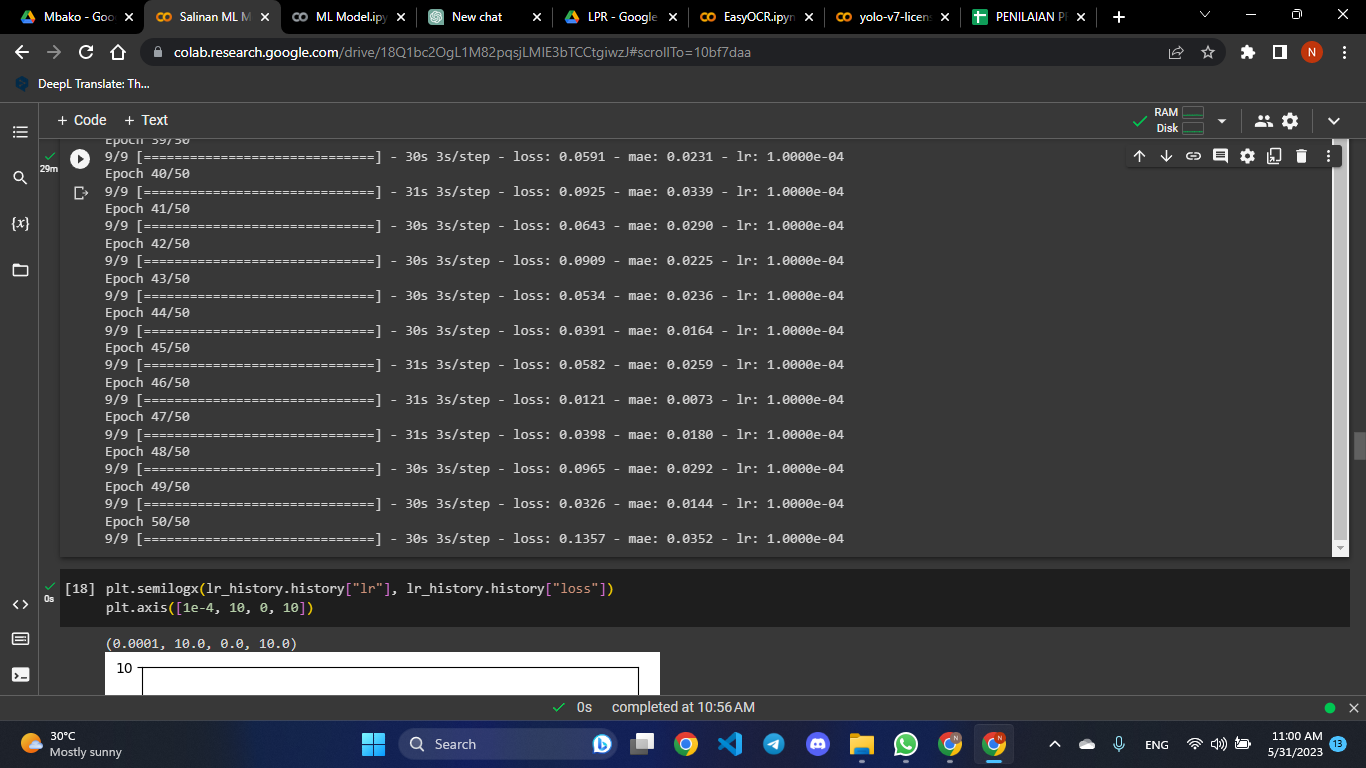 Mbako - Goo
Salinan ML M
ML Model.ipy
New chat
LPR - Google
EasyOCR.ipyn
yolo-v7-licen
PENILAIAN P
colab.research.google.com/drive/18Q1bc2OgL1M82pqsjLMIE3bTCCtgiwzJ#scrollTo=10bf7daa
N
DeepL Translate: Th...
+ Code + Text
RAM
Disk
29m
Epoch 39/50
9/9 [==============================] - 30s 3s/step - loss: 0.0591 - mae: 0.0231 - lr: 1.0000e-04
Epoch 40/50
9/9 [==============================] - 31s 3s/step - loss: 0.0925 - mae: 0.0339 - lr: 1.0000e-04
Epoch 41/50
9/9 [==============================] - 30s 3s/step - loss: 0.0643 - mae: 0.0290 - lr: 1.0000e-04
Epoch 42/50
9/9 [==============================] - 30s 3s/step - loss: 0.0909 - mae: 0.0225 - lr: 1.0000e-04
Epoch 43/50
9/9 [==============================] - 30s 3s/step - loss: 0.0534 - mae: 0.0236 - lr: 1.0000e-04
Epoch 44/50
9/9 [==============================] - 30s 3s/step - loss: 0.0391 - mae: 0.0164 - lr: 1.0000e-04
Epoch 45/50
9/9 [==============================] - 31s 3s/step - loss: 0.0582 - mae: 0.0259 - lr: 1.0000e-04
Epoch 46/50
9/9 [==============================] - 31s 3s/step - loss: 0.0121 - mae: 0.0073 - lr: 1.0000e-04
Epoch 47/50
9/9 [==============================] - 31s 3s/step - loss: 0.0398 - mae: 0.0180 - lr: 1.0000e-04
Epoch 48/50
9/9 [==============================] - 30s 3s/step - loss: 0.0965 - mae: 0.0292 - lr: 1.0000e-04
Epoch 49/50
9/9 [==============================] - 30s 3s/step - loss: 0.0326 - mae: 0.0144 - lr: 1.0000e-04
Epoch 50/50
9/9 [==============================] - 30s 3s/step - loss: 0.1357 - mae: 0.0352 - lr: 1.0000e-04
0s
[18] plt.semilogx(lr_history.history["lr"], lr_history.history["loss"])
plt.axis([1e-4, 10, 0, 10])
(0.0001, 10.0, 0.0, 10.0)
10
0s completed at 10:56 AM
30°C
Mostly sunny
Search
ENG
11:00 AM
5/31/2023
13